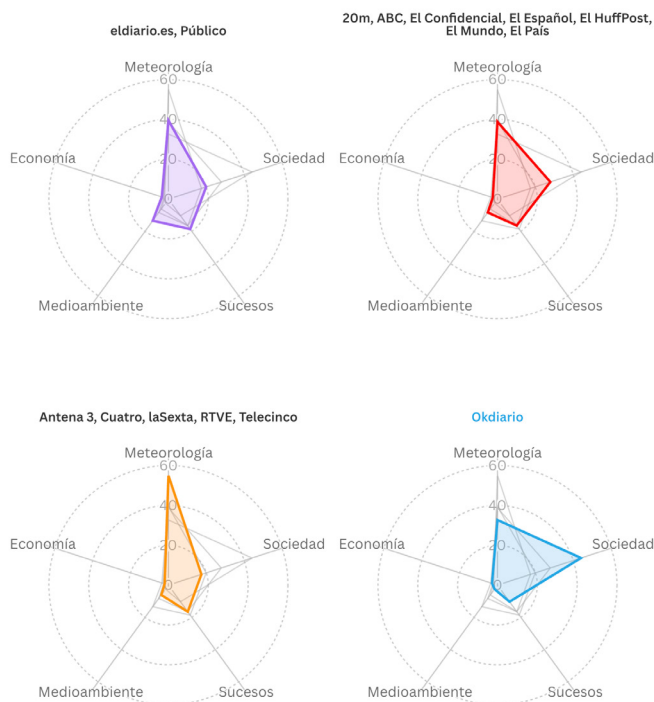 eldiario.es, Público
Meteorología
60
40
20
0
Economía
Sociedad
Medioambiente
Sucesos
20m, ABC, El Confidencial, El Español, El HuffPost,
El Mundo, El País
Meteorología
60
40
20
0
Economía
Sociedad
Medioambiente
Sucesos
Antena 3, Cuatro, laSexta, RTVE, Telecinco
Meteorología
60
40
20
0
Economía
Sociedad
Medioambiente
Sucesos
Okdiario
Meteorología
60
40
20
0
Economía
Sociedad
Medioambiente
Sucesos